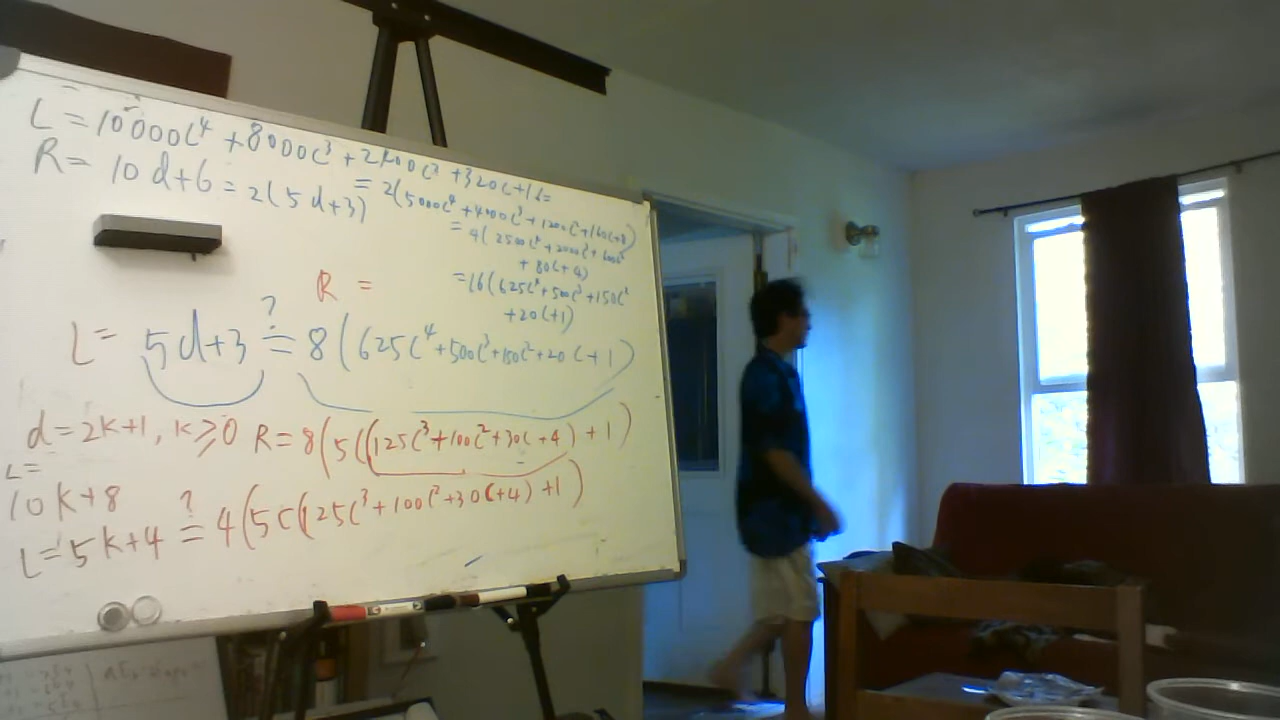 L = 10000c⁴ + 8000c³ + 2400c² + 320c + 16 =
R = 10d+6 = 2(5d+3)
= 2(5000c⁴ + 4000c³ + 1200c² + 160c + 8)
= 4(2500c⁴ + 2000c³ + 600c²
+ 80c + 4)
= 16(625c⁴ + 500c³ + 150c²
+ 20c + 1)
R =
L = 5d+3 ≟ 8(625c⁴ + 500c³ + 150c² + 20c + 1)
d = 2k+1, k ≥ 0 R = 8(5c(125c³ + 100c² + 30c + 4) + 1)
L =
10k+8
L = 5k+4 ≟ 4(5c(125c³ + 100c² + 30c + 4) + 1)